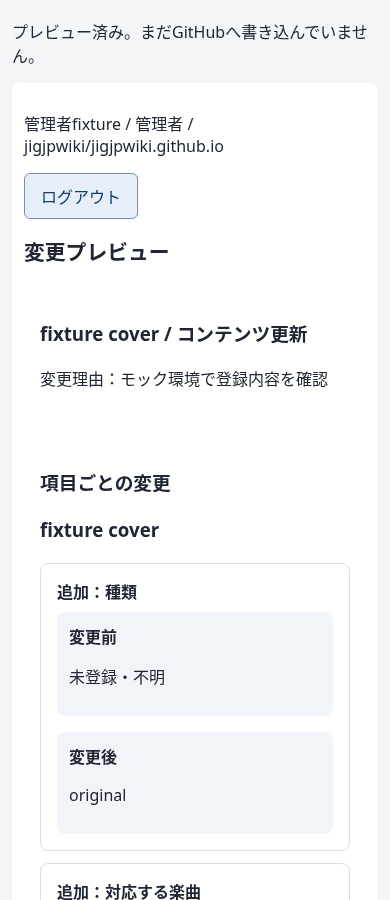 プレビュー済み。まだGitHubへ書き込んでいませ
ん。
管理者fixture / 管理者 /
jigjpwiki/jigjpwiki.github.io
ログアウト
変更プレビュー
fixture cover / コンテンツ更新
変更理由：モック環境で登録内容を確認
項目ごとの変更
fixture cover
追加：種類
変更前
未登録・不明
変更後
original
追加：対応する楽曲